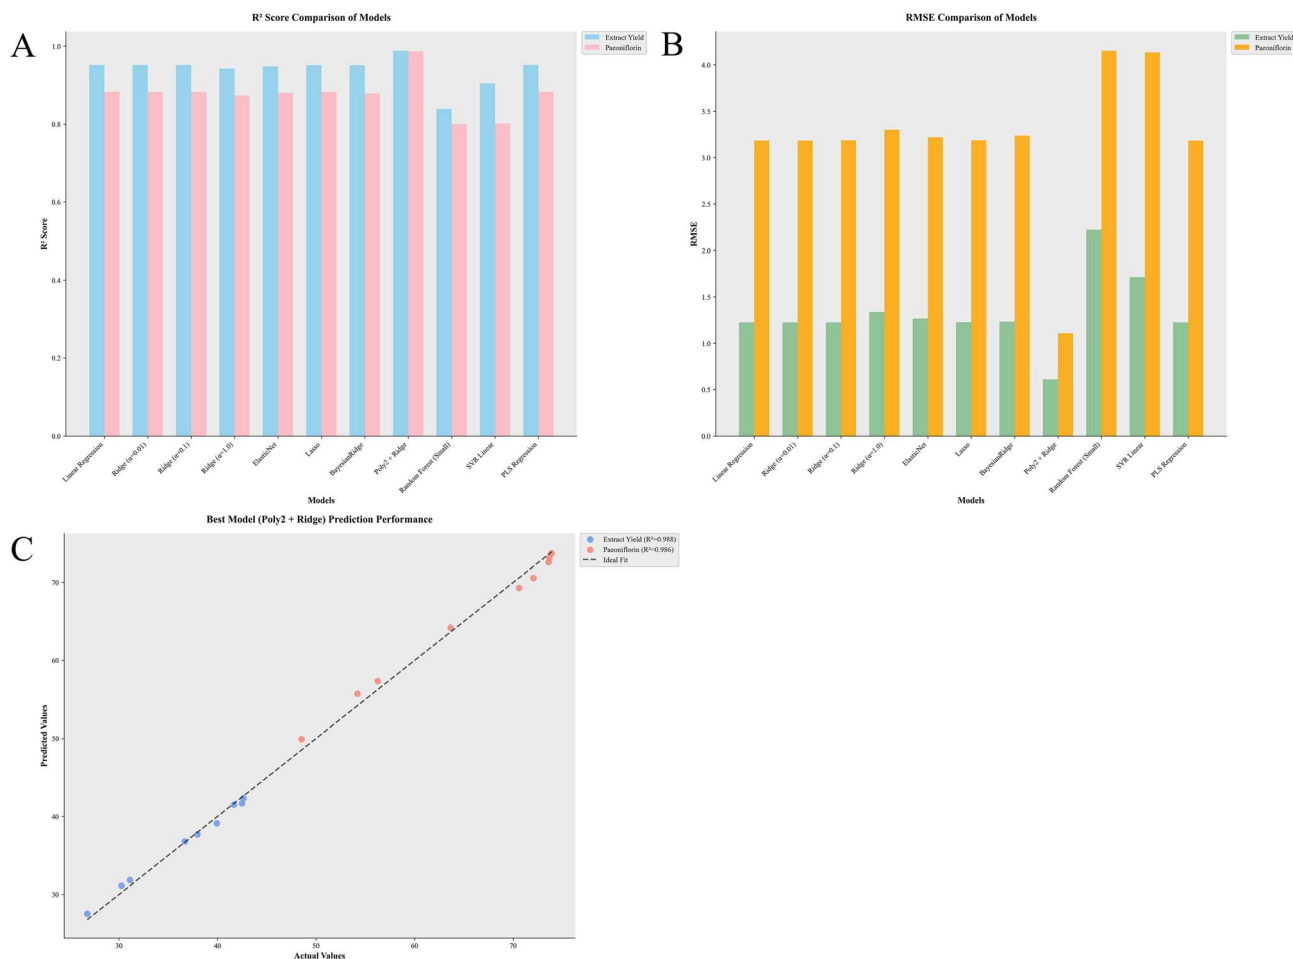 A
R² Score Comparison of Models
Extract Yield
Paeoniflorin
R² Score
1.0
0.8
0.6
0.4
0.2
0.0
Linear Regression
Ridge (α=0.01)
Ridge (α=0.1)
Ridge (α=1.0)
ElasticNet
Lasso
BayesianRidge
Poly2 + Ridge
Random Forest (Small)
SVR Linear
PLS Regression
Models
B
RMSE Comparison of Models
Extract Yield
Paeoniflorin
RMSE
4.0
3.5
3.0
2.5
2.0
1.5
1.0
0.5
0.0
Linear Regression
Ridge (α=0.01)
Ridge (α=0.1)
Ridge (α=1.0)
ElasticNet
Lasso
BayesianRidge
Poly2 + Ridge
Random Forest (Small)
SVR Linear
PLS Regression
Models
C
Best Model (Poly2 + Ridge) Prediction Performance
Extract Yield (R²=0.988)
Paeoniflorin (R²=0.986)
Ideal Fit
Predicted Values
70
60
50
40
30
30
40
50
60
70
Actual Values